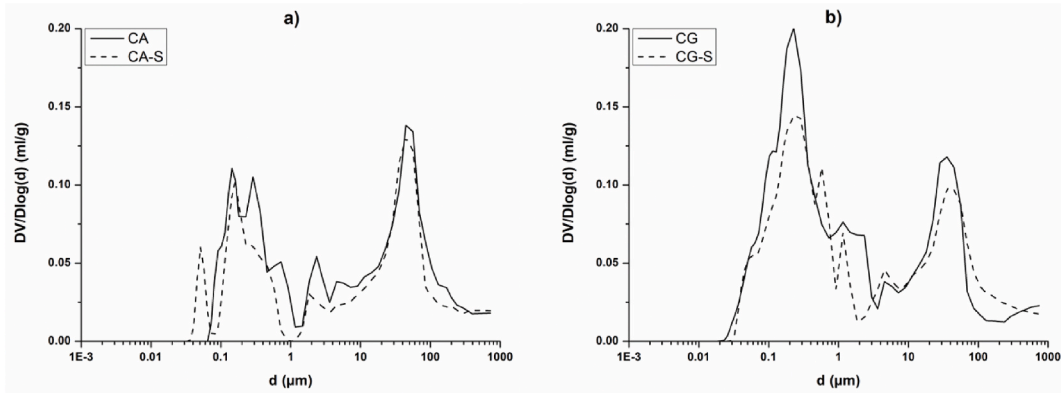 a)
CA
CA-S
DV/Dlog(d) (ml/g)
0.20
0.15
0.10
0.05
0.00
1E-3 0.01 0.1 1 10 100 1000
d (µm)
b)
CG
CG-S
DV/Dlog(d) (ml/g)
0.20
0.15
0.10
0.05
0.00
1E-3 0.01 0.1 1 10 100 1000
d (µm)